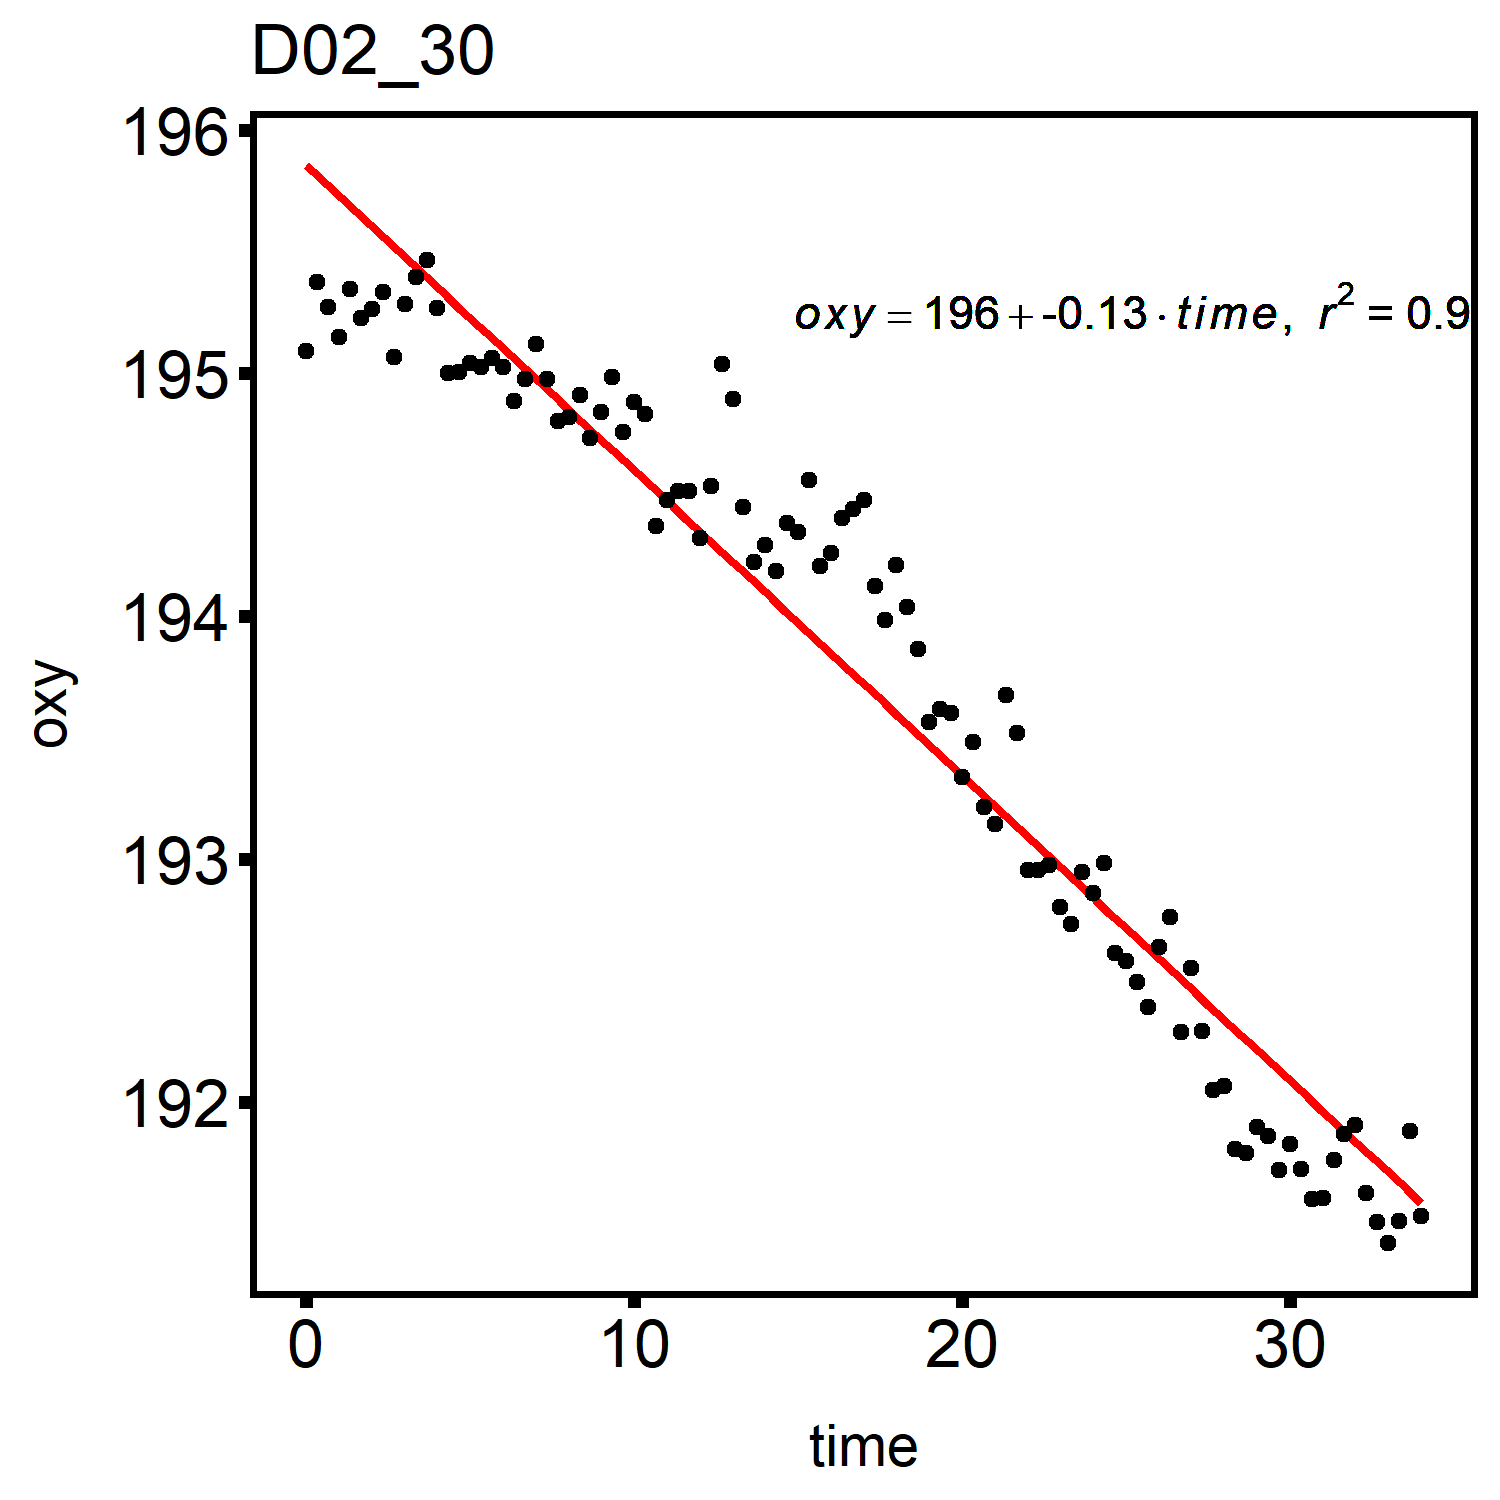 D02_30
196
195
194
193
192
oxy
oxy = 196 + -0.13 · time, r² = 0.9
0 10 20 30
time